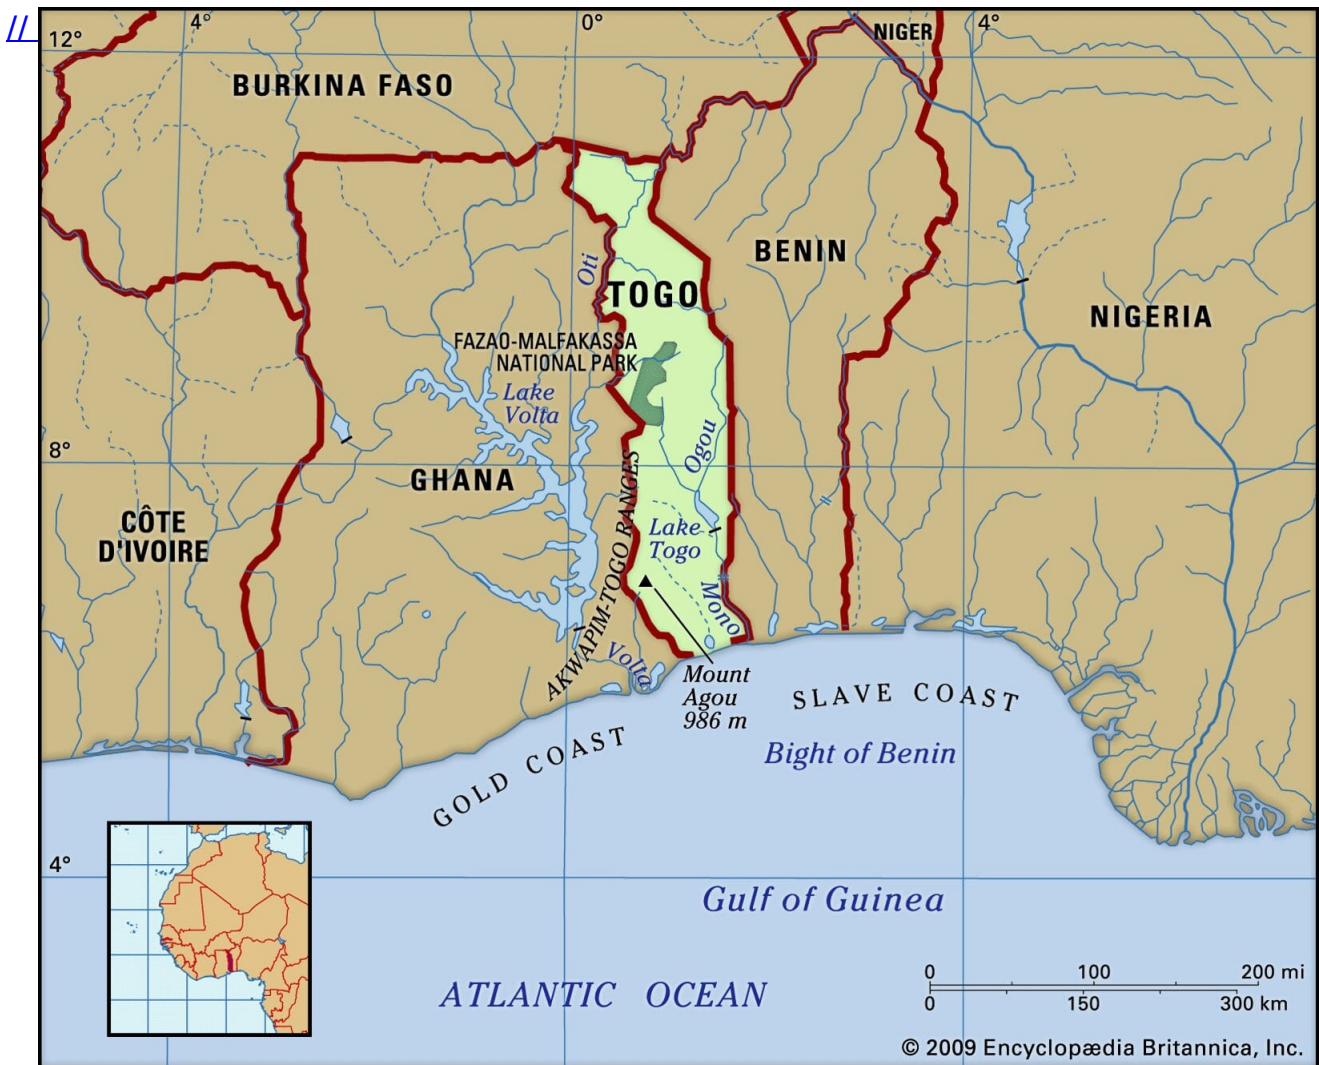 //
4°
0°
4°
12°
NIGER
BURKINA FASO
BENIN
Oti
TOGO
NIGERIA
FAZAO-MALFAKASSA
NATIONAL PARK
Lake
Volta
Ogou
8°
GHANA
AKWAPIM-TOGO RANGES
CÔTE
D'IVOIRE
Lake
Togo
Mono
Volta
Mount
Agou
986 m
SLAVE COAST
GOLD COAST
Bight of Benin
4°
Gulf of Guinea
ATLANTIC OCEAN
0 100 200 mi
0 150 300 km
© 2009 Encyclopædia Britannica, Inc.